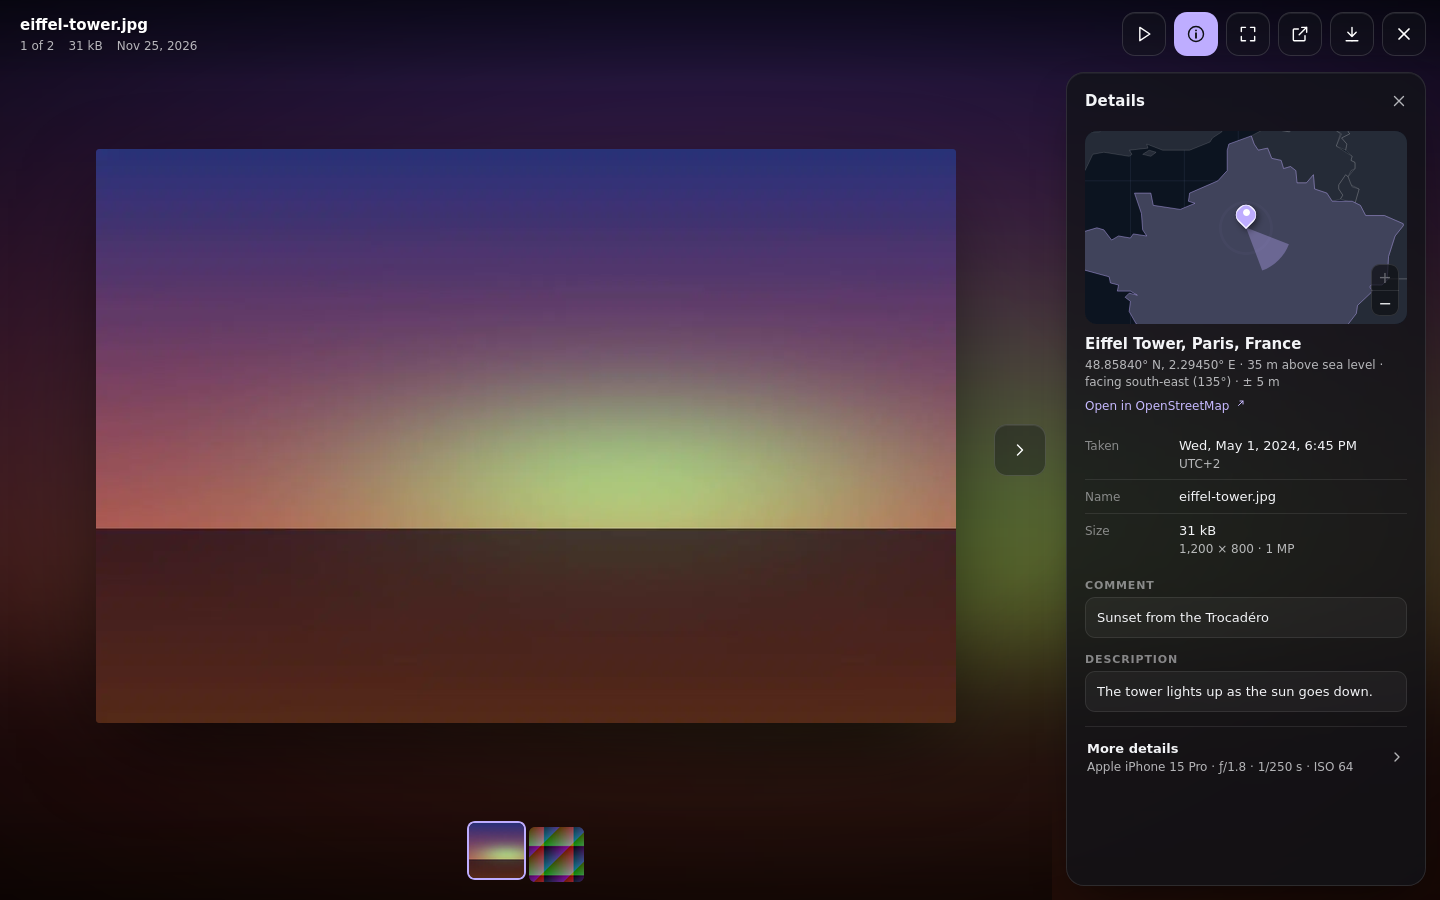 eiffel-tower.jpg
1 of 2 31 kB Nov 25, 2026
Details
Eiffel Tower, Paris, France
48.85840° N, 2.29450° E · 35 m above sea level ·
facing south-east (135°) · ± 5 m
Open in OpenStreetMap ↗
Taken Wed, May 1, 2024, 6:45 PM
UTC+2
Name eiffel-tower.jpg
Size 31 kB
1,200 × 800 · 1 MP
COMMENT
Sunset from the Trocadéro
DESCRIPTION
The tower lights up as the sun goes down.
More details
Apple iPhone 15 Pro · ƒ/1.8 · 1/250 s · ISO 64